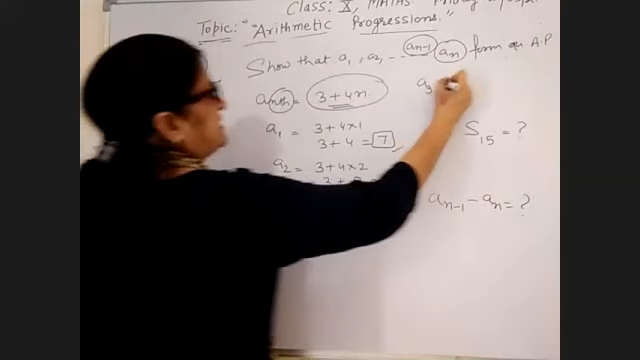 Class: X, MATHS.
Topic: "Arithmetic Progressions."
Show that a1, a2, --- an-1 an form an A.P
anth = 3+4n.
a3
a1 = 3+4×1
3+4 = 7
S15 = ?
a2 = 3+4×2
an-1 - an = ?